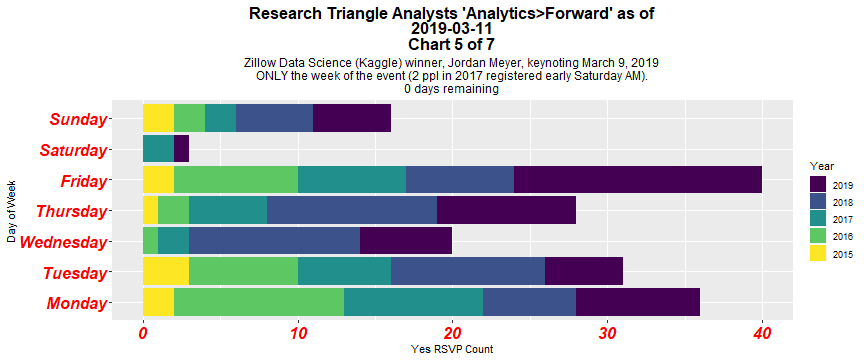 Research Triangle Analysts 'Analytics>Forward' as of
2019-03-11
Chart 5 of 7
Zillow Data Science (Kaggle) winner, Jordan Meyer, keynoting March 9, 2019
ONLY the week of the event (2 ppl in 2017 registered early Saturday AM).
0 days remaining
Day of Week
Sunday
Saturday
Friday
Thursday
Wednesday
Tuesday
Monday
0 10 20 30 40
Yes RSVP Count
Year
2019
2018
2017
2016
2015